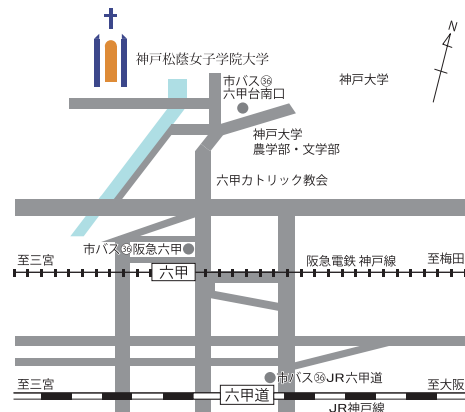 N
神戸松蔭女子学院大学
市バス㊱
六甲台南口
神戸大学
神戸大学
農学部・文学部
六甲カトリック教会
市バス㊱阪急六甲
至三宮
六甲
阪急電鉄 神戸線
至梅田
市バス㊱JR六甲道
至三宮
六甲道
至大阪
JR神戸線